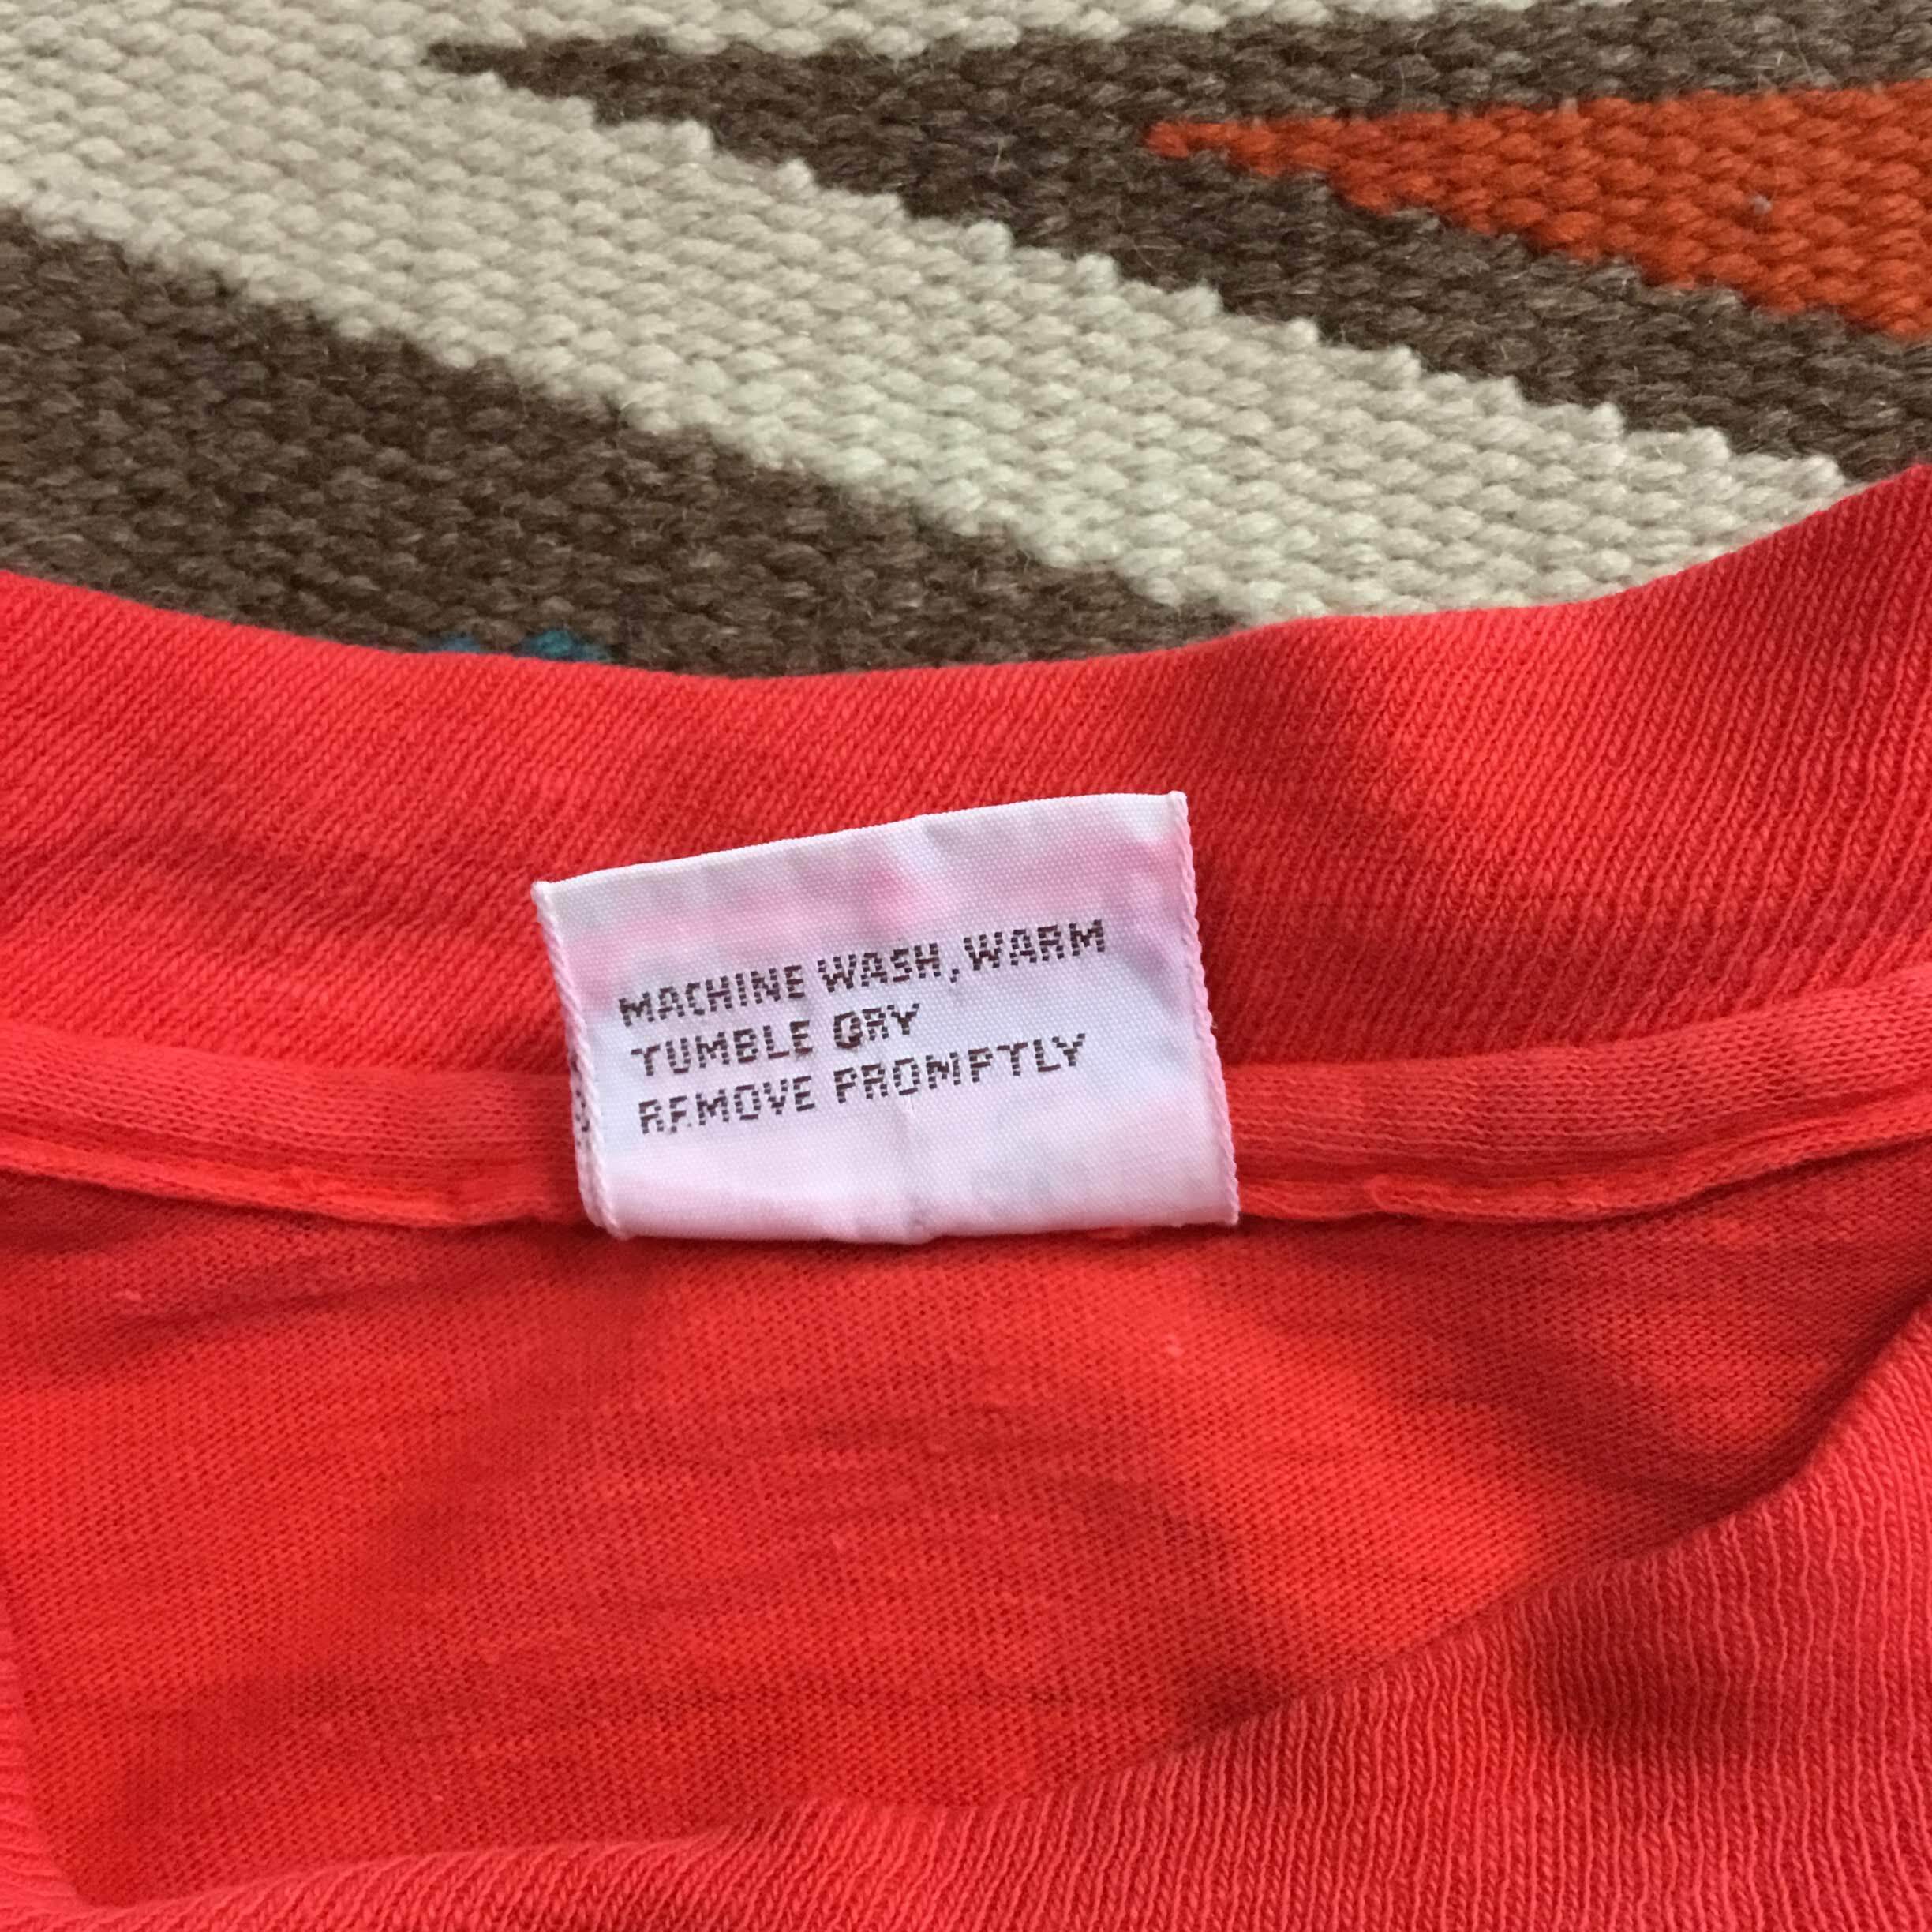 MACHINE WASH, WARM
TUMBLE DRY
REMOVE PROMPTLY